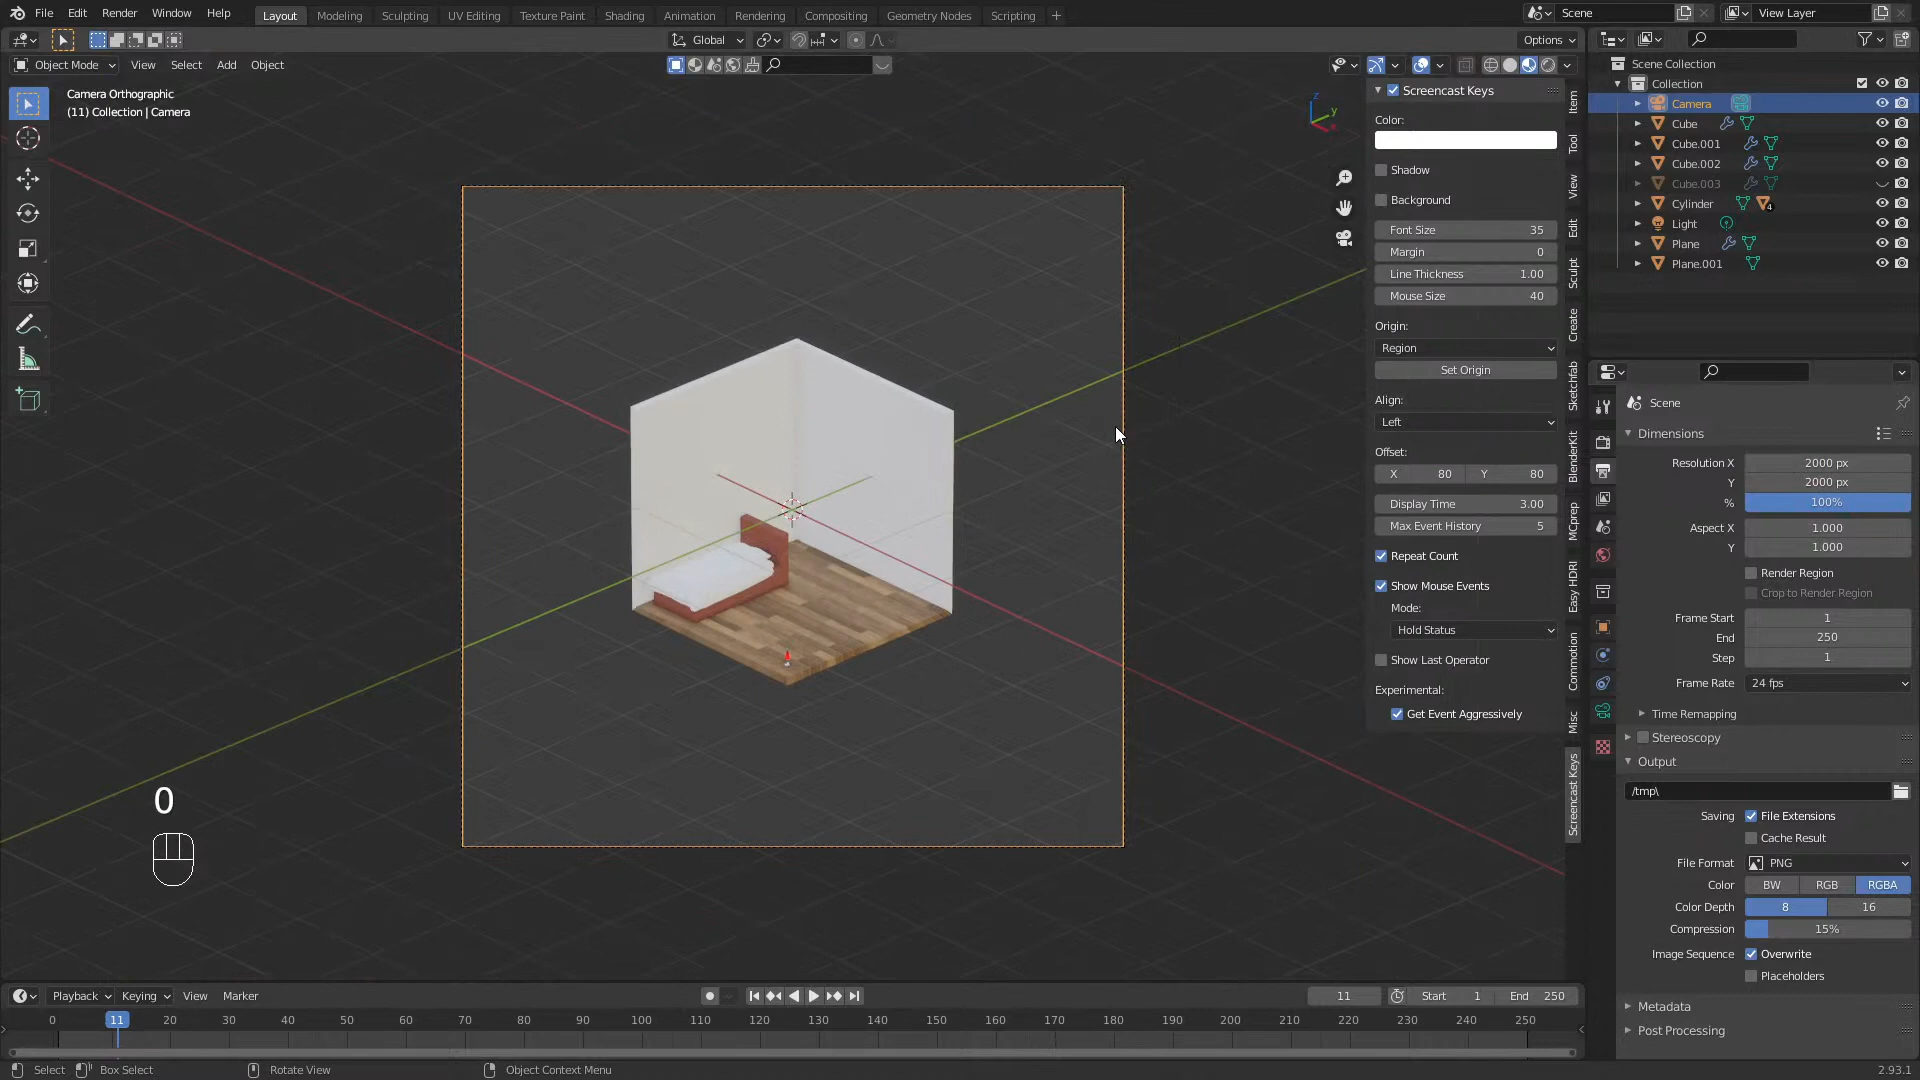 File Edit Render Window Help
Layout Modeling Sculpting UV Editing Texture Paint Shading Animation Rendering Compositing Geometry Nodes Scripting +
Scene
View Layer
Global
Options
Object Mode
View Select Add Object
Camera Orthographic
(11) Collection | Camera
Z
Y
X
Screencast Keys
Color:
Shadow
Background
Font Size 35
Margin 0
Line Thickness 1.00
Mouse Size 40
Origin:
Region
Set Origin
Align:
Left
Offset:
X 80 Y 80
Display Time 3.00
Max Event History 5
Repeat Count
Show Mouse Events
Mode:
Hold Status
Show Last Operator
Experimental:
Get Event Aggressively
Item
Tool
View
Edit
Sculpt
Create
Sketchfab
BlenderKit
MCprep
Easy HDRI
Commotion
Misc
Screencast Keys
Scene Collection
Collection
Camera
Cube
Cube.001
Cube.002
Cube.003
Cylinder 4
Light
Plane
Plane.001
Scene
Dimensions
Resolution X 2000 px
Y 2000 px
% 100%
Aspect X 1.000
Y 1.000
Render Region
Crop to Render Region
Frame Start 1
End 250
Step 1
Frame Rate 24 fps
Time Remapping
Stereoscopy
Output
/tmp\
Saving File Extensions
Cache Result
File Format PNG
Color BW RGB RGBA
Color Depth 8 16
Compression 15%
Image Sequence Overwrite
Placeholders
Metadata
Post Processing
0
Playback Keying View Marker
11 Start 1 End 250
0 11 20 30 40 50 60 70 80 90 100 110 120 130 140 150 160 170 180 190 200 210 220 230 240 250
Select Box Select Rotate View Object Context Menu
2.93.1